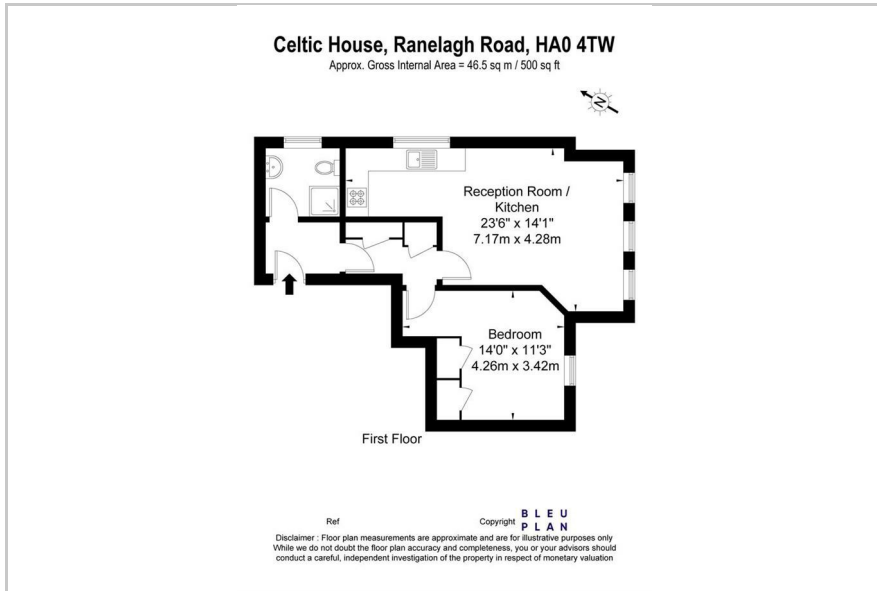 Celtic House, Ranelagh Road, HA0 4TW
Approx. Gross Internal Area = 46.5 sq m / 500 sq ft
N
Reception Room /
Kitchen
23'6" x 14'1"
7.17m x 4.28m
Bedroom
14'0" x 11'3"
4.26m x 3.42m
First Floor
Ref
Copyright
BLEU
PLAN
Disclaimer : Floor plan measurements are approximate and are for illustrative purposes only
While we do not doubt the floor plan accuracy and completeness, you or your advisors should
conduct a careful, independent investigation of the property in respect of monetary valuation